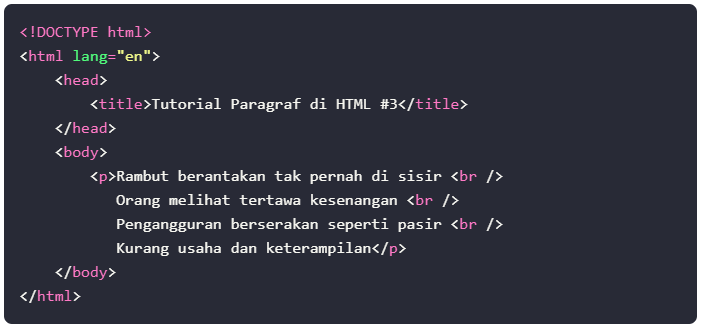 <!DOCTYPE html>
<html lang="en">
    <head>
        <title>Tutorial Paragraf di HTML #3</title>
    </head>
    <body>
        <p>Rambut berantakan tak pernah di sisir <br />
           Orang melihat tertawa kesenangan <br />
           Pengangguran berserakan seperti pasir <br />
           Kurang usaha dan keterampilan</p>
    </body>
</html>